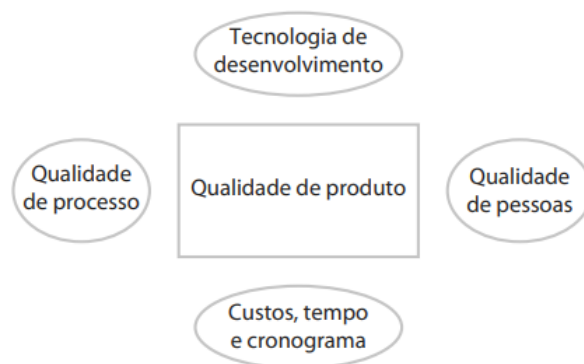 Tecnologia de
desenvolvimento
Qualidade
de processo
Qualidade de produto
Qualidade
de pessoas
Custos, tempo
e cronograma